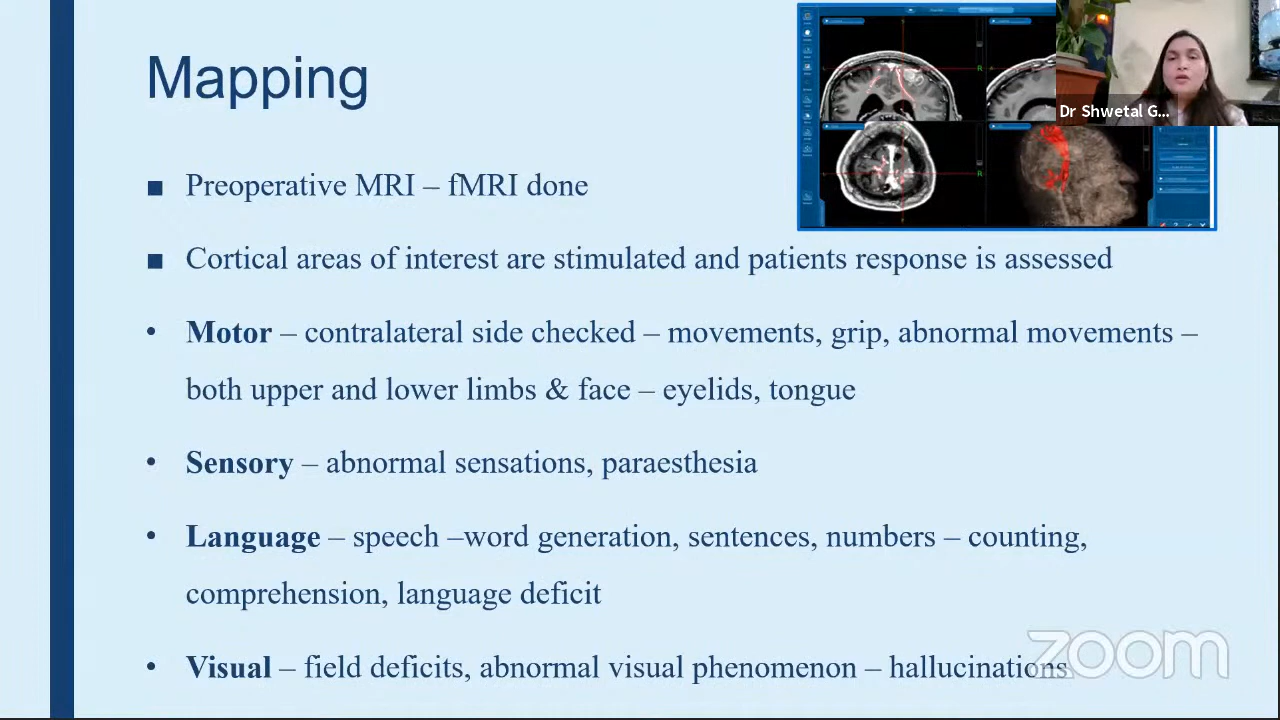 Mapping
Dr Shwetal G...
R
R
▪ Preoperative MRI – fMRI done
▪ Cortical areas of interest are stimulated and patients response is assessed
• Motor – contralateral side checked – movements, grip, abnormal movements –
both upper and lower limbs & face – eyelids, tongue
• Sensory – abnormal sensations, paraesthesia
• Language – speech –word generation, sentences, numbers – counting,
comprehension, language deficit
• Visual – field deficits, abnormal visual phenomenon – hallucinations
zoom